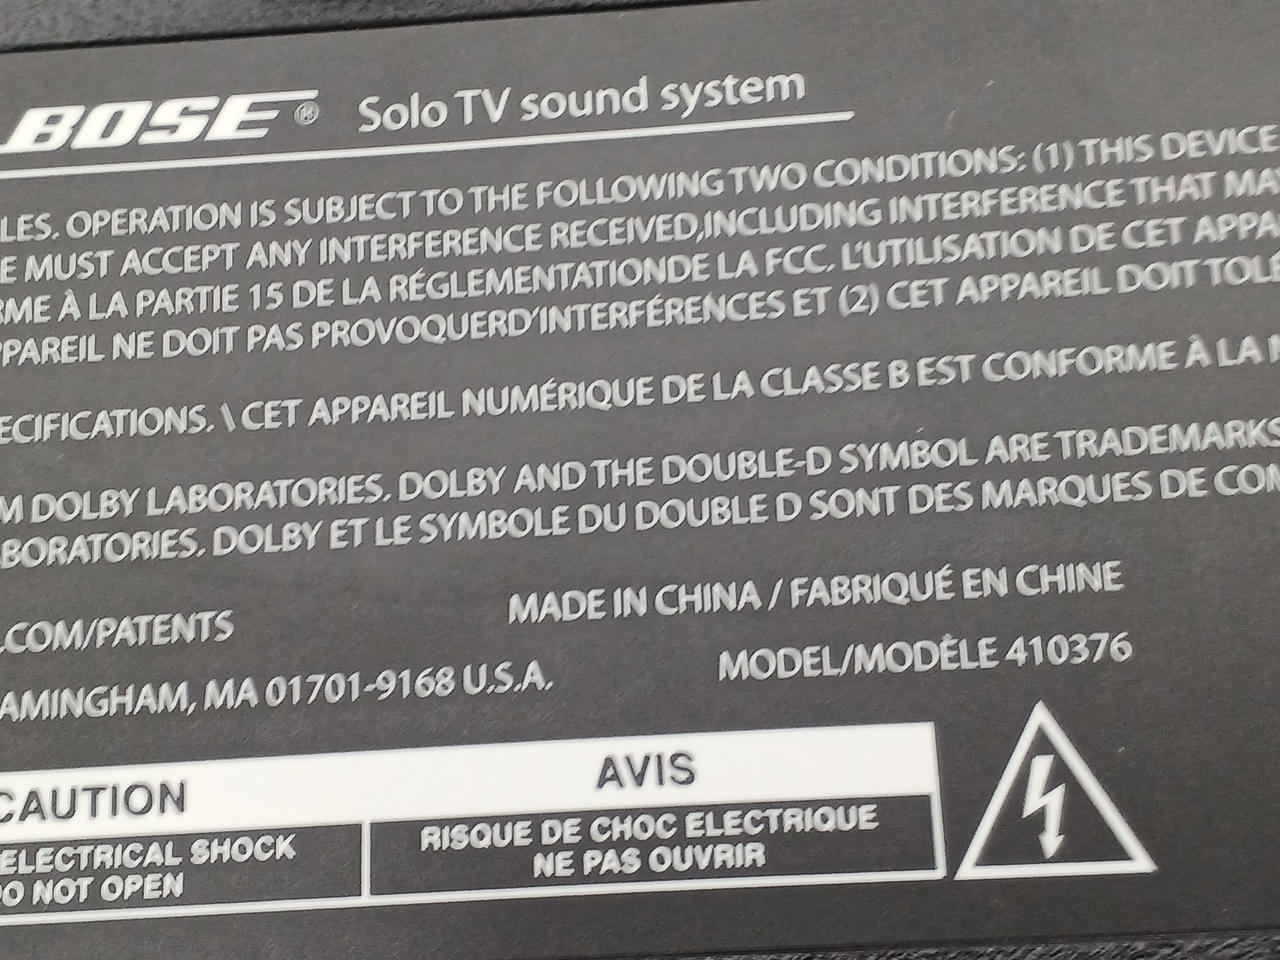 BOSE® Solo TV sound system
LES. OPERATION IS SUBJECT TO THE FOLLOWING TWO CONDITIONS: (1) THIS DEVICE
E MUST ACCEPT ANY INTERFERENCE RECEIVED,INCLUDING INTERFERENCE THAT MAY
RME À LA PARTIE 15 DE LA RÉGLEMENTATIONDE LA FCC. L'UTILISATION DE CET APPA
PPAREIL NE DOIT PAS PROVOQUERD'INTERFÉRENCES ET (2) CET APPAREIL DOIT TOLÉ
ECIFICATIONS. \ CET APPAREIL NUMÉRIQUE DE LA CLASSE B EST CONFORME À LA N
M DOLBY LABORATORIES. DOLBY AND THE DOUBLE-D SYMBOL ARE TRADEMARKS
BORATORIES. DOLBY ET LE SYMBOLE DU DOUBLE D SONT DES MARQUES DE COM
.COM/PATENTS
MADE IN CHINA / FABRIQUÉ EN CHINE
AMINGHAM, MA 01701-9168 U.S.A.
MODEL/MODÈLE 410376
CAUTION
ELECTRICAL SHOCK
DO NOT OPEN
AVIS
RISQUE DE CHOC ELECTRIQUE
NE PAS OUVRIR